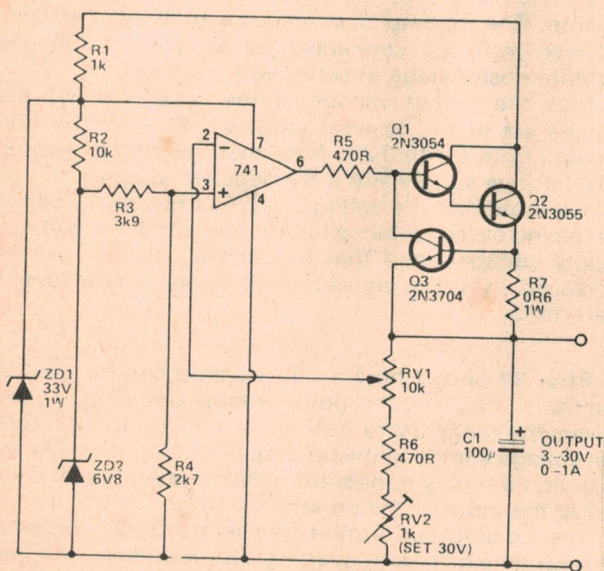 R1
1k
R2
10k
R3
3k9
2
3
7
4
6
741
R5
470R
Q1
2N3054
Q2
2N3055
Q3
2N3704
R7
0R6
1W
ZD1
33V
1W
ZD2
6V8
R4
2k7
RV1
10k
R6
470R
RV2
1k
(SET 30V)
C1
100μ
OUTPUT
3-30V
0-1A